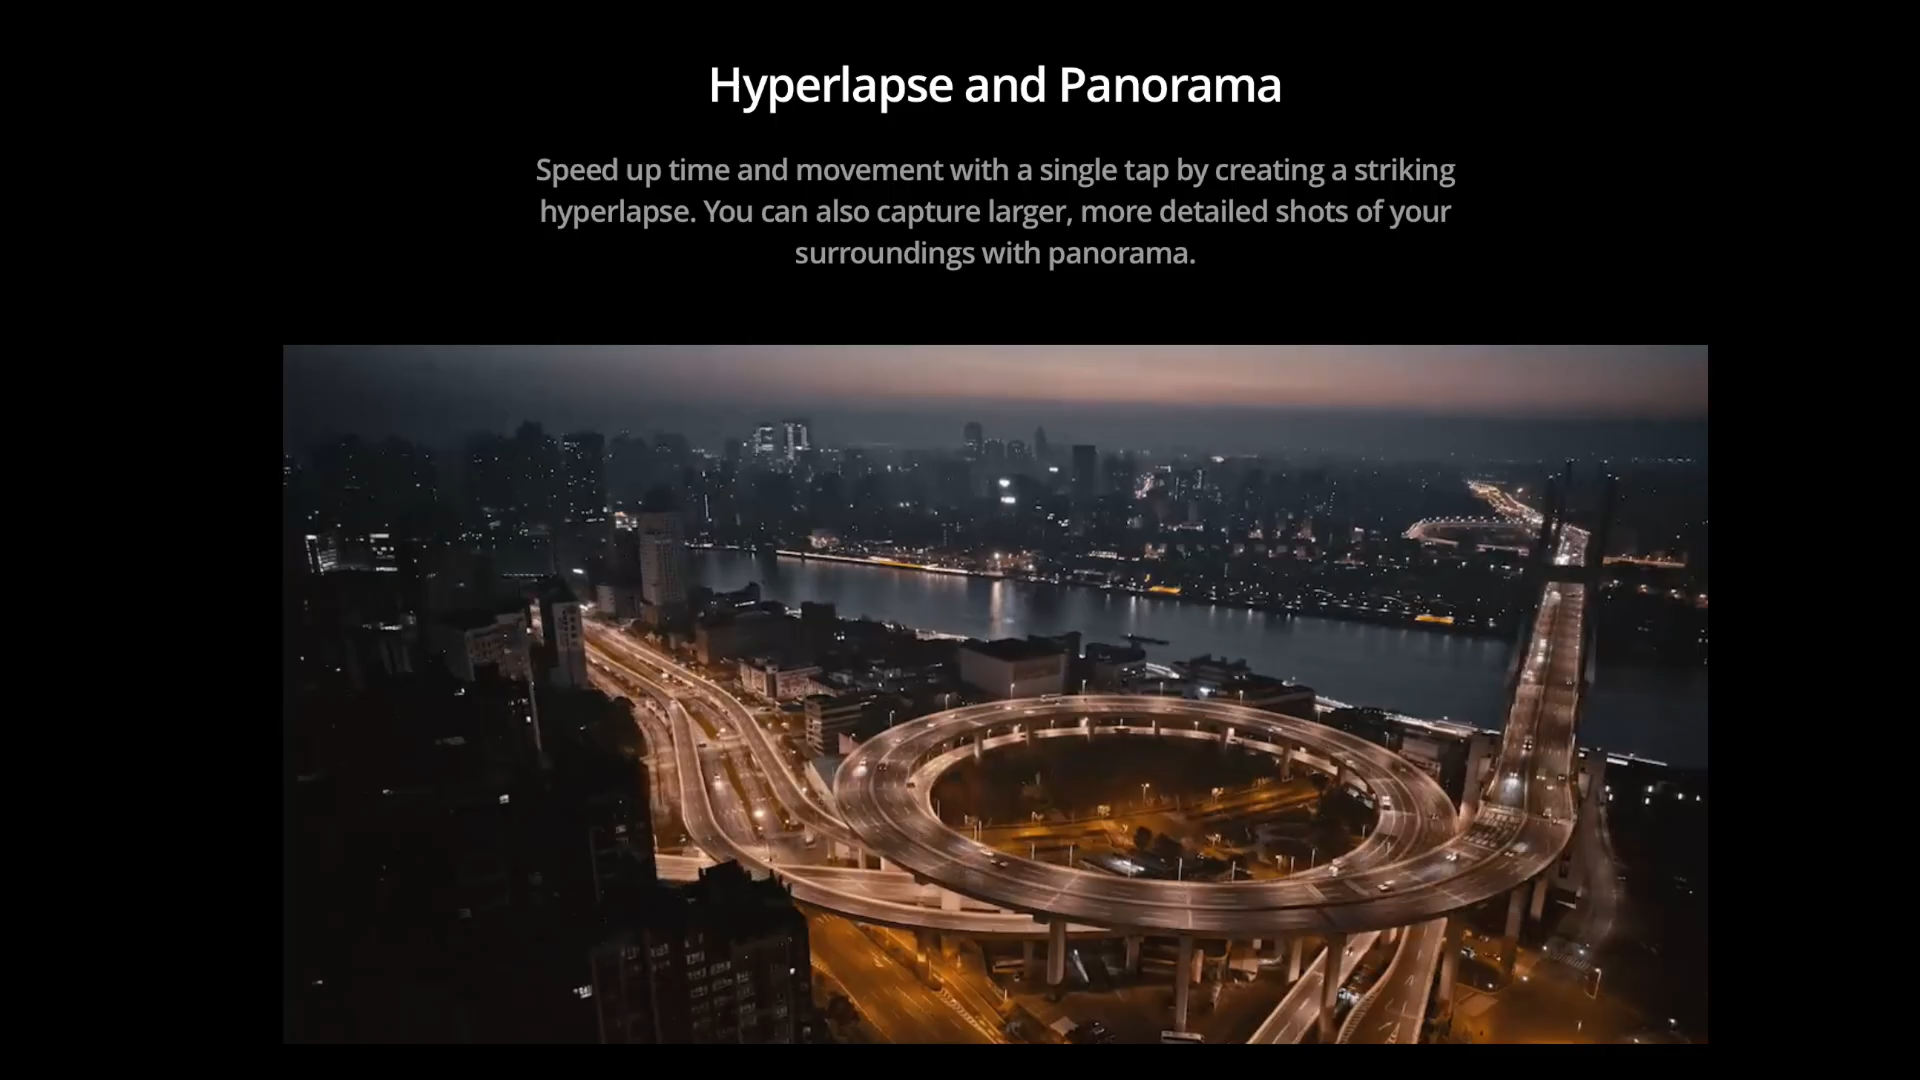 Hyperlapse and Panorama
Speed up time and movement with a single tap by creating a striking
hyperlapse. You can also capture larger, more detailed shots of your
surroundings with panorama.